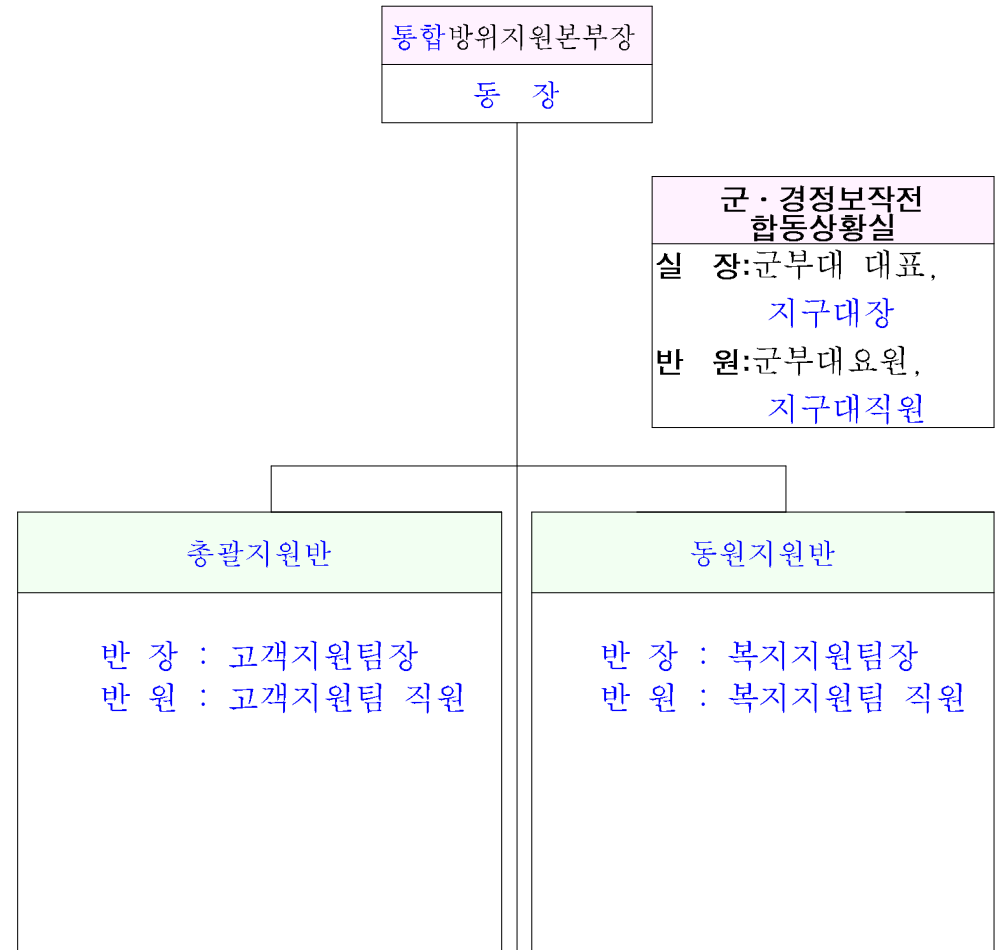 통합방위지원본부장
동 장
군 · 경정보작전
합동상황실
실 장:군부대 대표,
지구대장
반 원:군부대요원,
지구대직원
총괄지원반
동원지원반
반 장 : 고객지원팀장
반 원 : 고객지원팀 직원
반 장 : 복지지원팀장
반 원 : 복지지원팀 직원